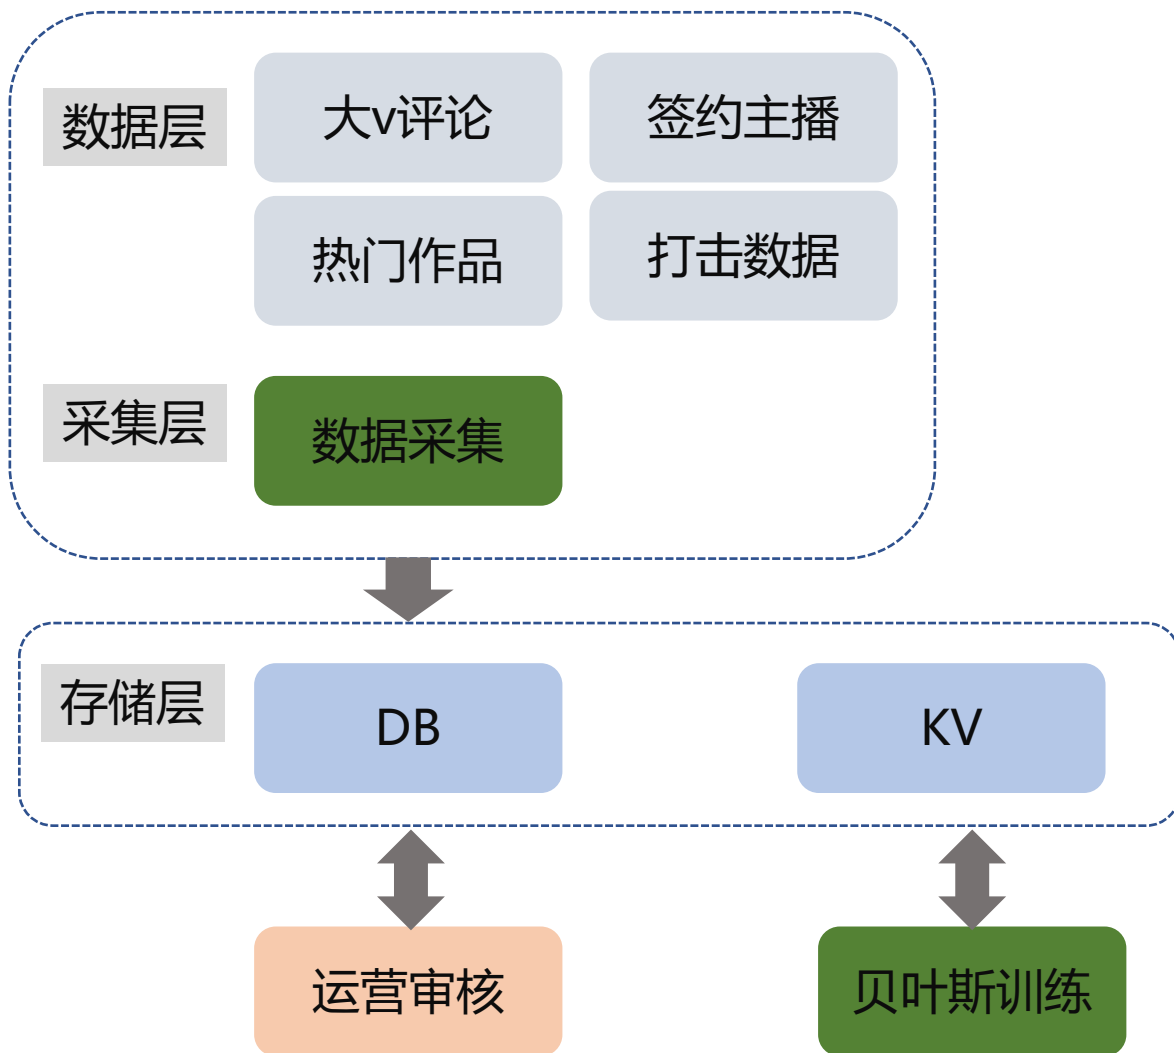 数据层
大v评论
签约主播
热门作品
打击数据
采集层
数据采集
存储层
DB
KV
运营审核
贝叶斯训练